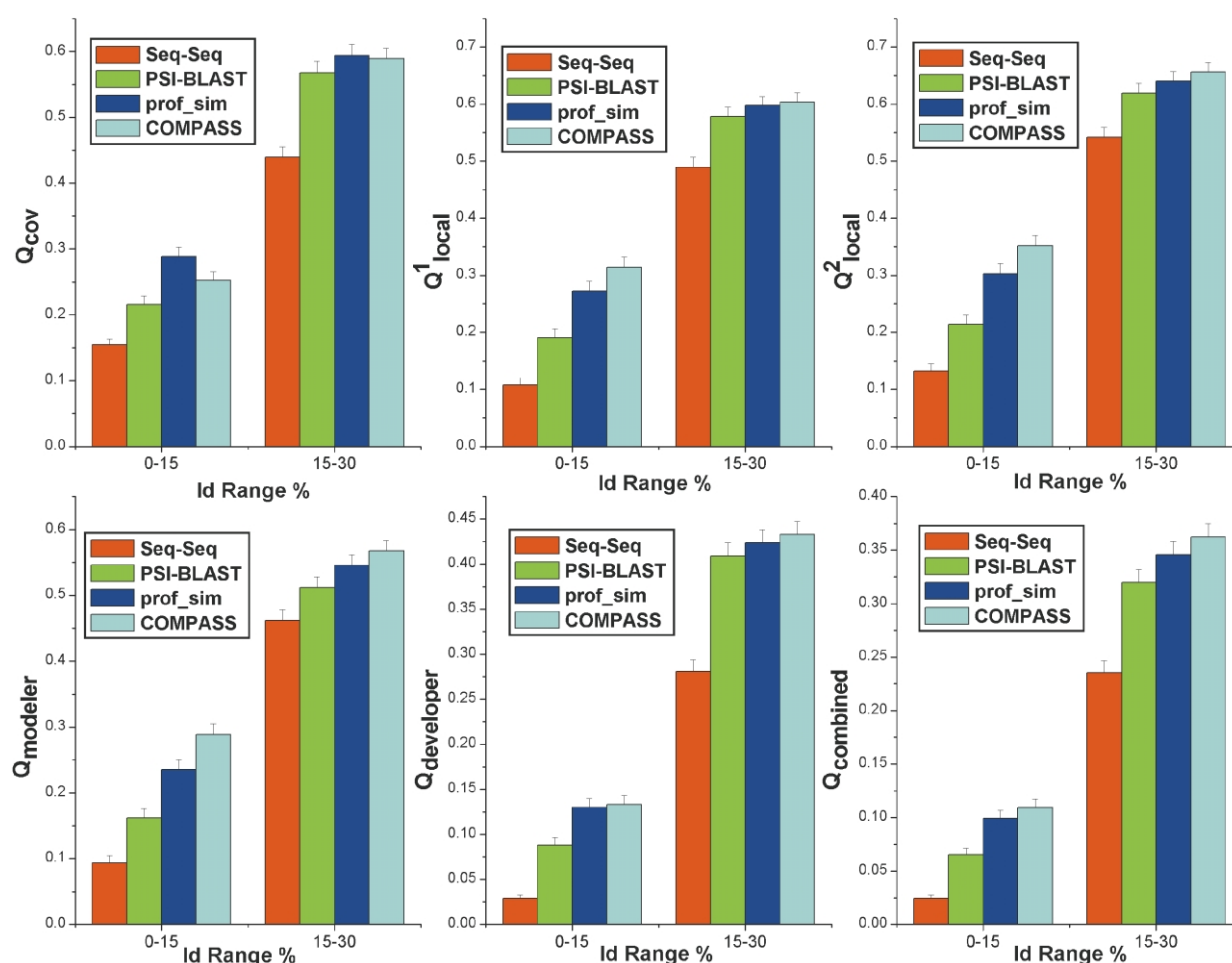 0.6
0.5
0.4
0.3
0.2
0.1
0.0
Qcov
Seq-Seq
PSI-BLAST
prof_sim
COMPASS
0-15
15-30
Id Range %
0.7
0.6
0.5
0.4
0.3
0.2
0.1
0.0
Q1local
Seq-Seq
PSI-BLAST
prof_sim
COMPASS
0-15
15-30
Id Range %
0.7
0.6
0.5
0.4
0.3
0.2
0.1
0.0
Q2local
Seq-Seq
PSI-BLAST
prof_sim
COMPASS
0-15
15-30
Id Range %
0.6
0.5
0.4
0.3
0.2
0.1
0.0
Qmodeler
Seq-Seq
PSI-BLAST
prof_sim
COMPASS
0-15
15-30
Id Range %
0.45
0.40
0.35
0.30
0.25
0.20
0.15
0.10
0.05
0.00
Qdeveloper
Seq-Seq
PSI-BLAST
prof_sim
COMPASS
0-15
15-30
Id Range %
0.40
0.35
0.30
0.25
0.20
0.15
0.10
0.05
0.00
Qcombined
Seq-Seq
PSI-BLAST
prof_sim
COMPASS
0-15
15-30
Id Range %